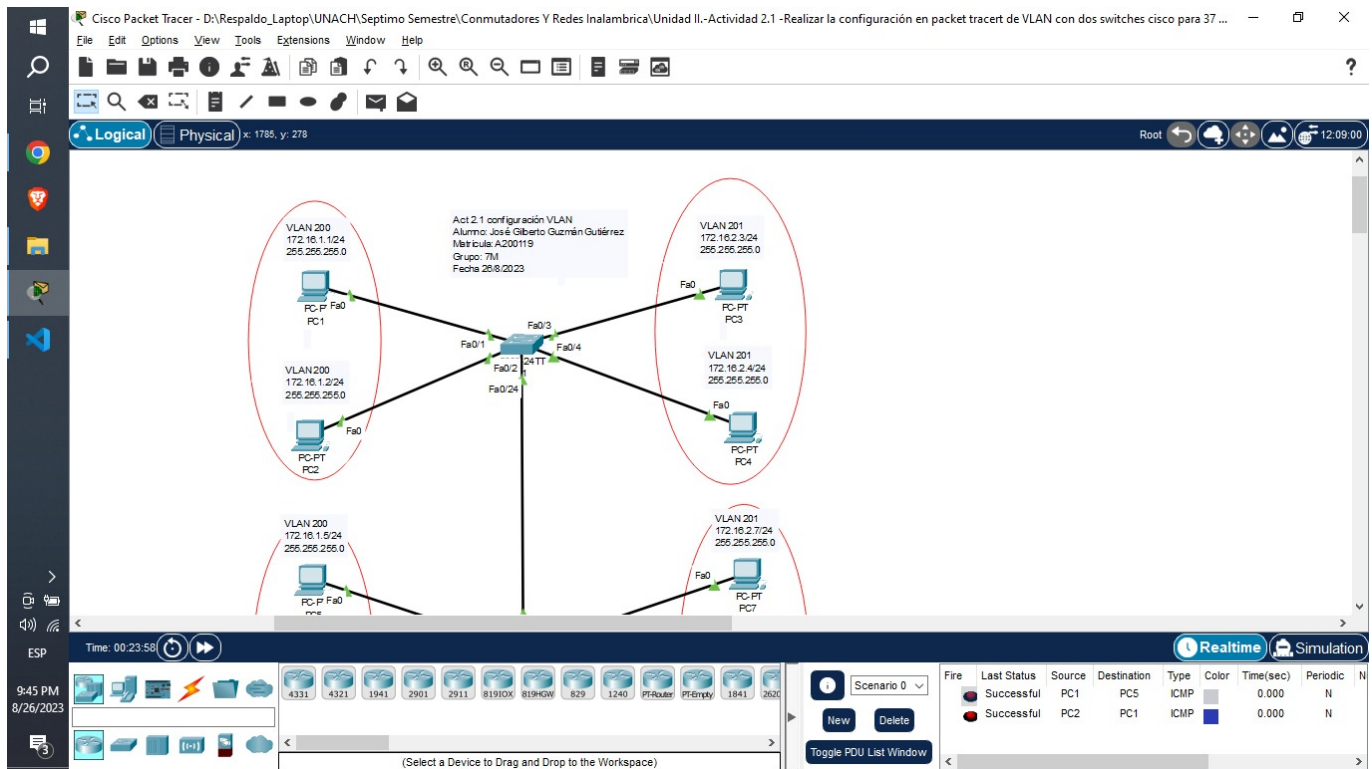 Cisco Packet Tracer - D:\Respaldo_Laptop\UNACH\Septimo Semestre\Conmutadores Y Redes Inalambrica\Unidad II.-Actividad 2.1 -Realizar la configuración en packet tracert de VLAN con dos switches cisco para 37 ...
File Edit Options View Tools Extensions Window Help
Logical Physical x: 1785, y: 278 Root 12:09:00
Act 2.1 configuración VLAN
Alumno: José Gilberto Guzmán Gutiérrez
Matricula: A200119
Grupo: 7M
Fecha 26/8/2023
VLAN 200
172.16.1.1/24
255.255.255.0
PC-P Fa0
PC1
VLAN 201
172.16.2.3/24
255.255.255.0
Fa0
PC-PT
PC3
Fa0/1
Fa0/3
Fa0/4
Fa0/2
24TT
Fa0/24
VLAN 200
172.16.1.2/24
255.255.255.0
Fa0
PC-PT
PC2
VLAN 201
172.16.2.4/24
255.255.255.0
Fa0
PC-PT
PC4
VLAN 200
172.16.1.5/24
255.255.255.0
PC-P Fa0
VLAN 201
172.16.2.7/24
255.255.255.0
Fa0
PC-PT
PC7
Time: 00:23:58 Realtime Simulation
4331 4321 1941 2901 2911 819IOX 819HGW 829 1240 PT-Router PT-Empty 1841 2620
(Select a Device to Drag and Drop to the Workspace)
Scenario 0
New Delete
Toggle PDU List Window
Fire Last Status Source Destination Type Color Time(sec) Periodic N
Successful PC1 PC5 ICMP 0.000 N
Successful PC2 PC1 ICMP 0.000 N
ESP
9:45 PM
8/26/2023
3